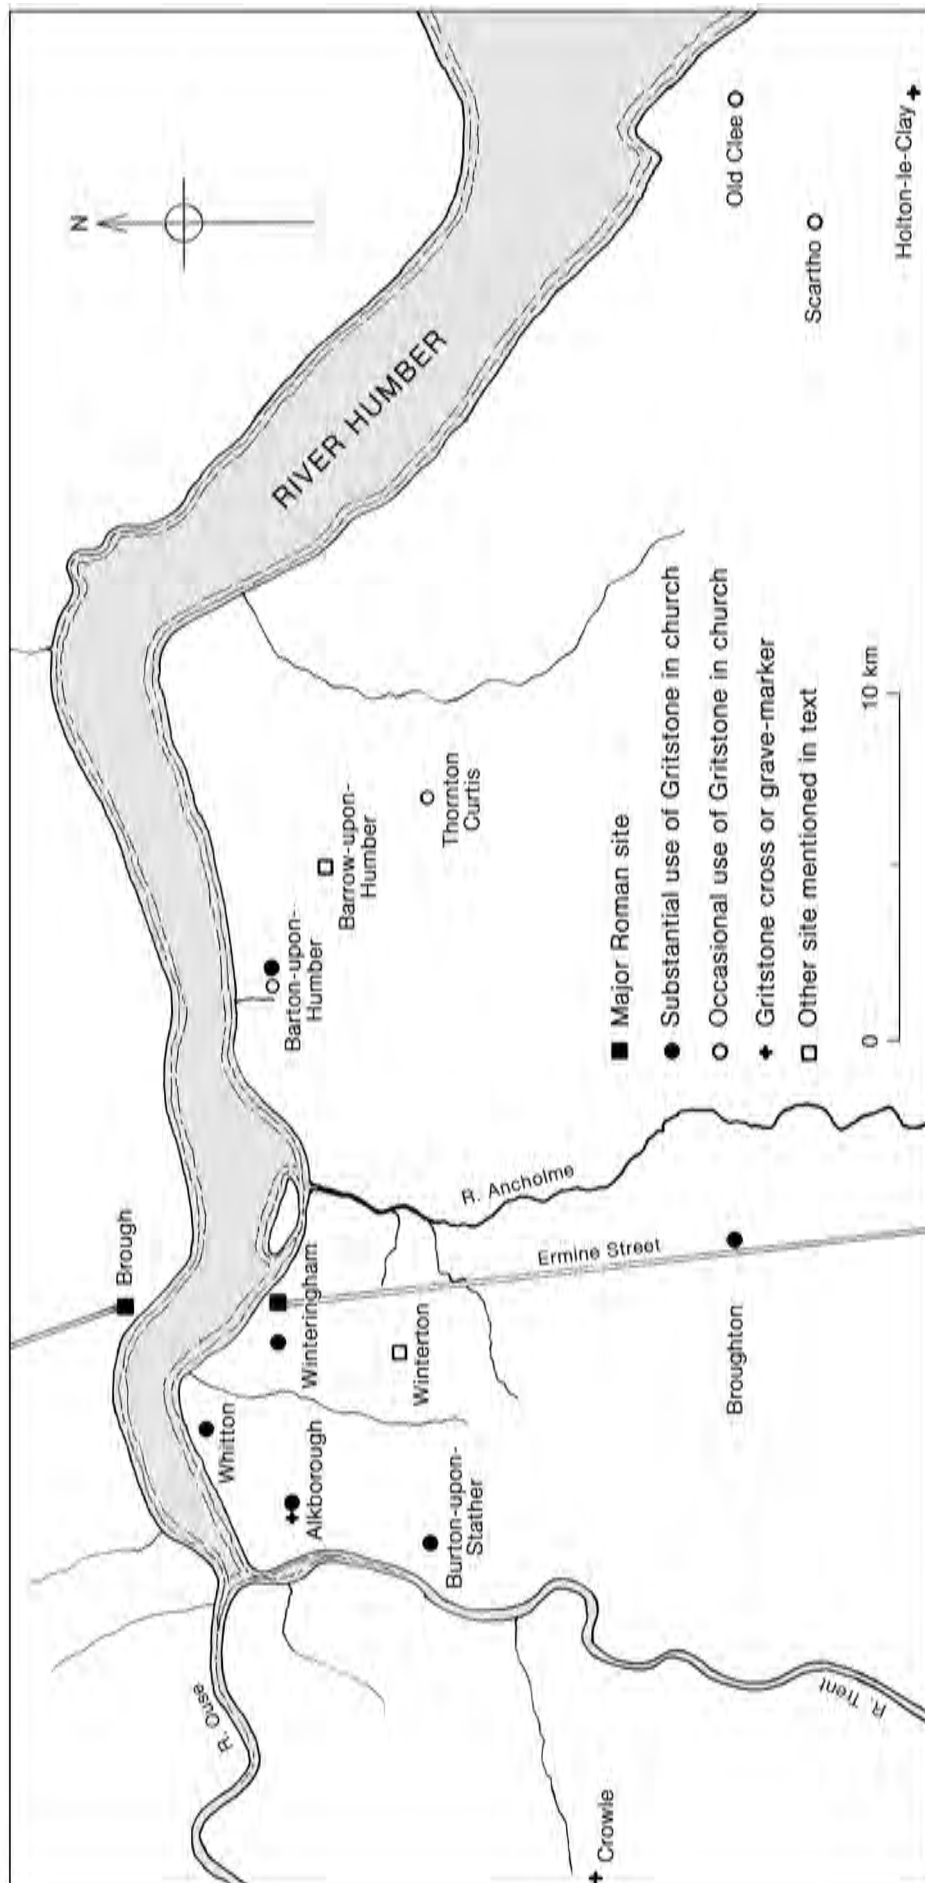 N
RIVER HUMBER
Old Clee
Scartho
Holton-le-Clay
Brough
Barton-upon-
Humber
Barrow-upon-
Humber
Thornton
Curtis
Winteringham
Whitton
Alkborough
Winterton
Burton-upon-
Stather
R. Ancholme
Ermine Street
Broughton
R. Ouse
R. Trent
Crowle
Major Roman site
Substantial use of Gritstone in church
Occasional use of Gritstone in church
Gritstone cross or grave-marker
Other site mentioned in text
0
10 km